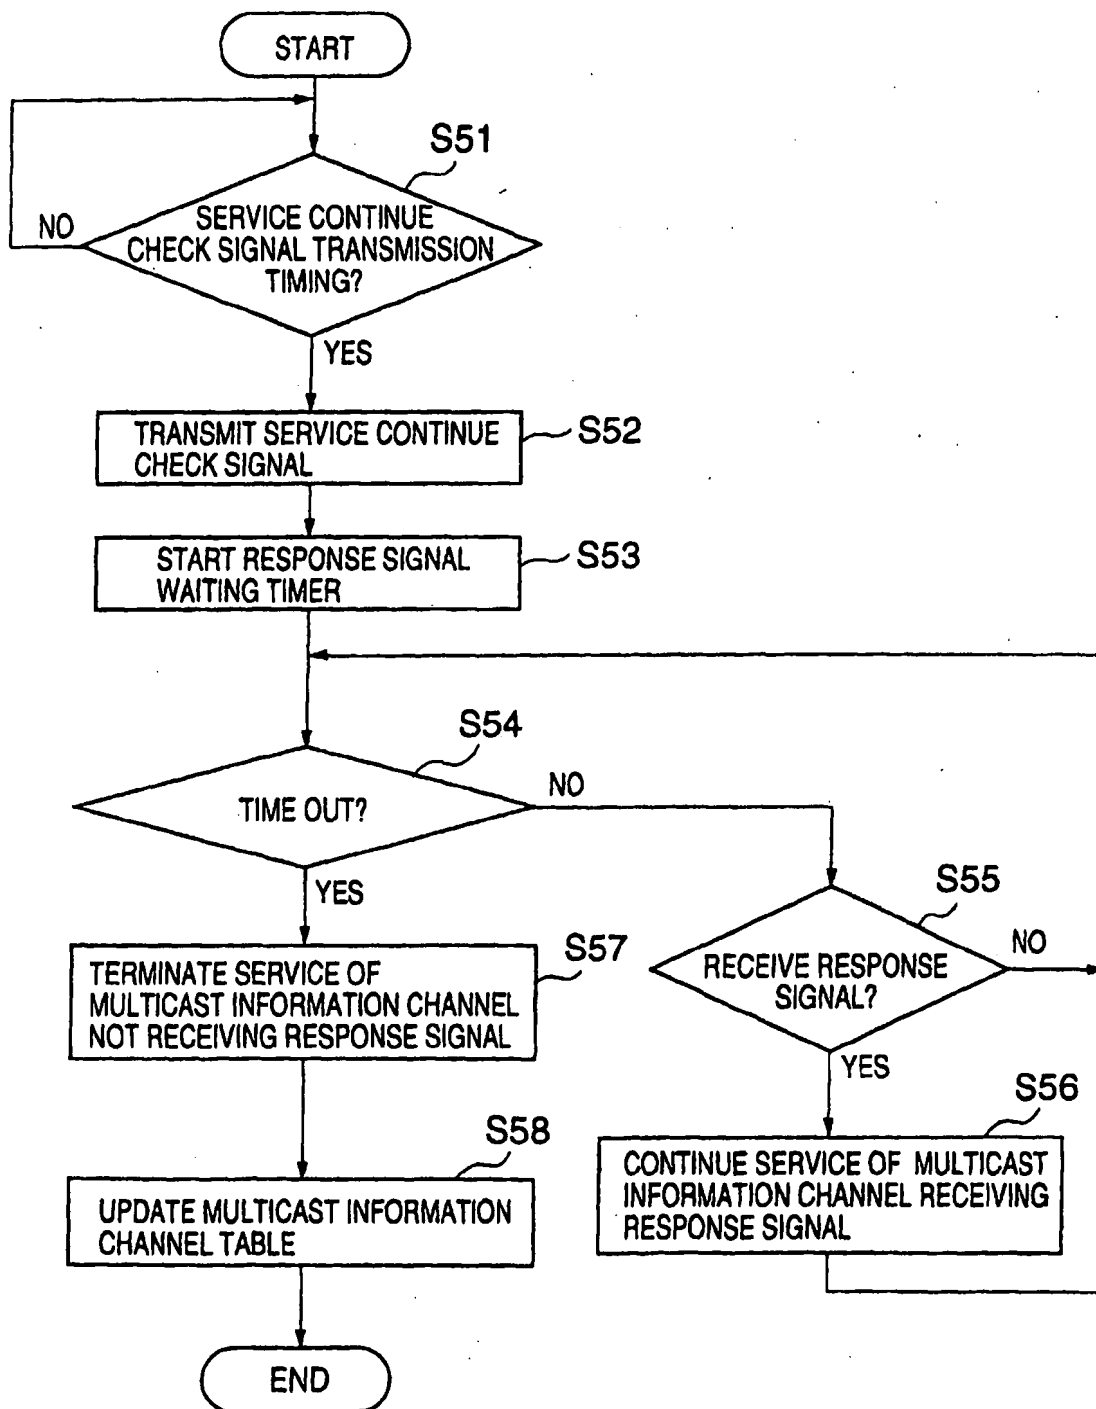 START
S51
NO
SERVICE CONTINUE
CHECK SIGNAL TRANSMISSION
TIMING?
YES
TRANSMIT SERVICE CONTINUE
CHECK SIGNAL
S52
START RESPONSE SIGNAL
WAITING TIMER
S53
S54
TIME OUT?
NO
YES
S55
RECEIVE RESPONSE
SIGNAL?
NO
YES
S57
TERMINATE SERVICE OF
MULTICAST INFORMATION CHANNEL
NOT RECEIVING RESPONSE SIGNAL
S56
CONTINUE SERVICE OF MULTICAST
INFORMATION CHANNEL RECEIVING
RESPONSE SIGNAL
S58
UPDATE MULTICAST INFORMATION
CHANNEL TABLE
END